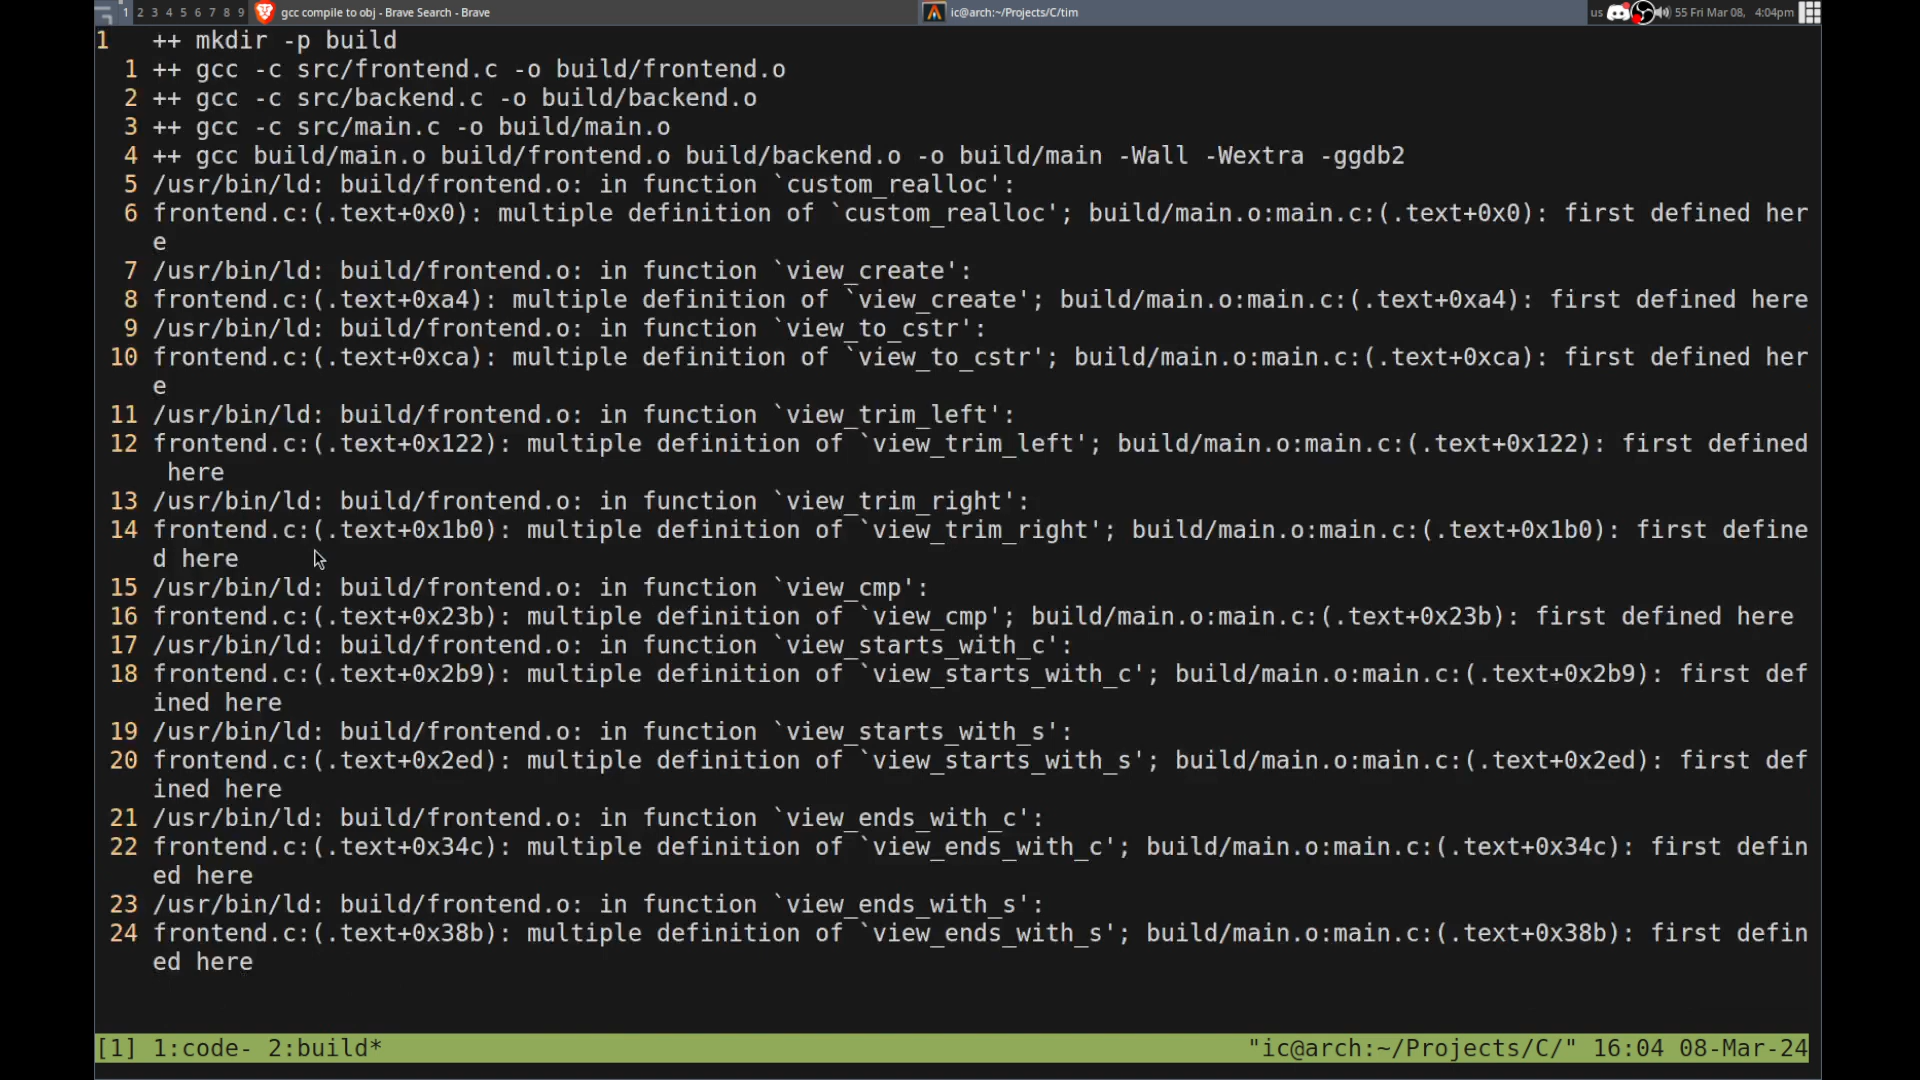 1 2 3 4 5 6 7 8 9 gcc compile to obj - Brave Search - Brave ic@arch:~/Projects/C/tim us 55 Fri Mar 08, 4:04pm
1 ++ mkdir -p build
1 ++ gcc -c src/frontend.c -o build/frontend.o
2 ++ gcc -c src/backend.c -o build/backend.o
3 ++ gcc -c src/main.c -o build/main.o
4 ++ gcc build/main.o build/frontend.o build/backend.o -o build/main -Wall -Wextra -ggdb2
5 /usr/bin/ld: build/frontend.o: in function `custom_realloc':
6 frontend.c:(.text+0x0): multiple definition of `custom_realloc'; build/main.o:main.c:(.text+0x0): first defined her
e
7 /usr/bin/ld: build/frontend.o: in function `view_create':
8 frontend.c:(.text+0xa4): multiple definition of `view_create'; build/main.o:main.c:(.text+0xa4): first defined here
9 /usr/bin/ld: build/frontend.o: in function `view_to_cstr':
10 frontend.c:(.text+0xca): multiple definition of `view_to_cstr'; build/main.o:main.c:(.text+0xca): first defined her
e
11 /usr/bin/ld: build/frontend.o: in function `view_trim_left':
12 frontend.c:(.text+0x122): multiple definition of `view_trim_left'; build/main.o:main.c:(.text+0x122): first defined
here
13 /usr/bin/ld: build/frontend.o: in function `view_trim_right':
14 frontend.c:(.text+0x1b0): multiple definition of `view_trim_right'; build/main.o:main.c:(.text+0x1b0): first define
d here
15 /usr/bin/ld: build/frontend.o: in function `view_cmp':
16 frontend.c:(.text+0x23b): multiple definition of `view_cmp'; build/main.o:main.c:(.text+0x23b): first defined here
17 /usr/bin/ld: build/frontend.o: in function `view_starts_with_c':
18 frontend.c:(.text+0x2b9): multiple definition of `view_starts_with_c'; build/main.o:main.c:(.text+0x2b9): first def
ined here
19 /usr/bin/ld: build/frontend.o: in function `view_starts_with_s':
20 frontend.c:(.text+0x2ed): multiple definition of `view_starts_with_s'; build/main.o:main.c:(.text+0x2ed): first def
ined here
21 /usr/bin/ld: build/frontend.o: in function `view_ends_with_c':
22 frontend.c:(.text+0x34c): multiple definition of `view_ends_with_c'; build/main.o:main.c:(.text+0x34c): first defin
ed here
23 /usr/bin/ld: build/frontend.o: in function `view_ends_with_s':
24 frontend.c:(.text+0x38b): multiple definition of `view_ends_with_s'; build/main.o:main.c:(.text+0x38b): first defin
ed here
[1] 1:code- 2:build* "ic@arch:~/Projects/C/" 16:04 08-Mar-24